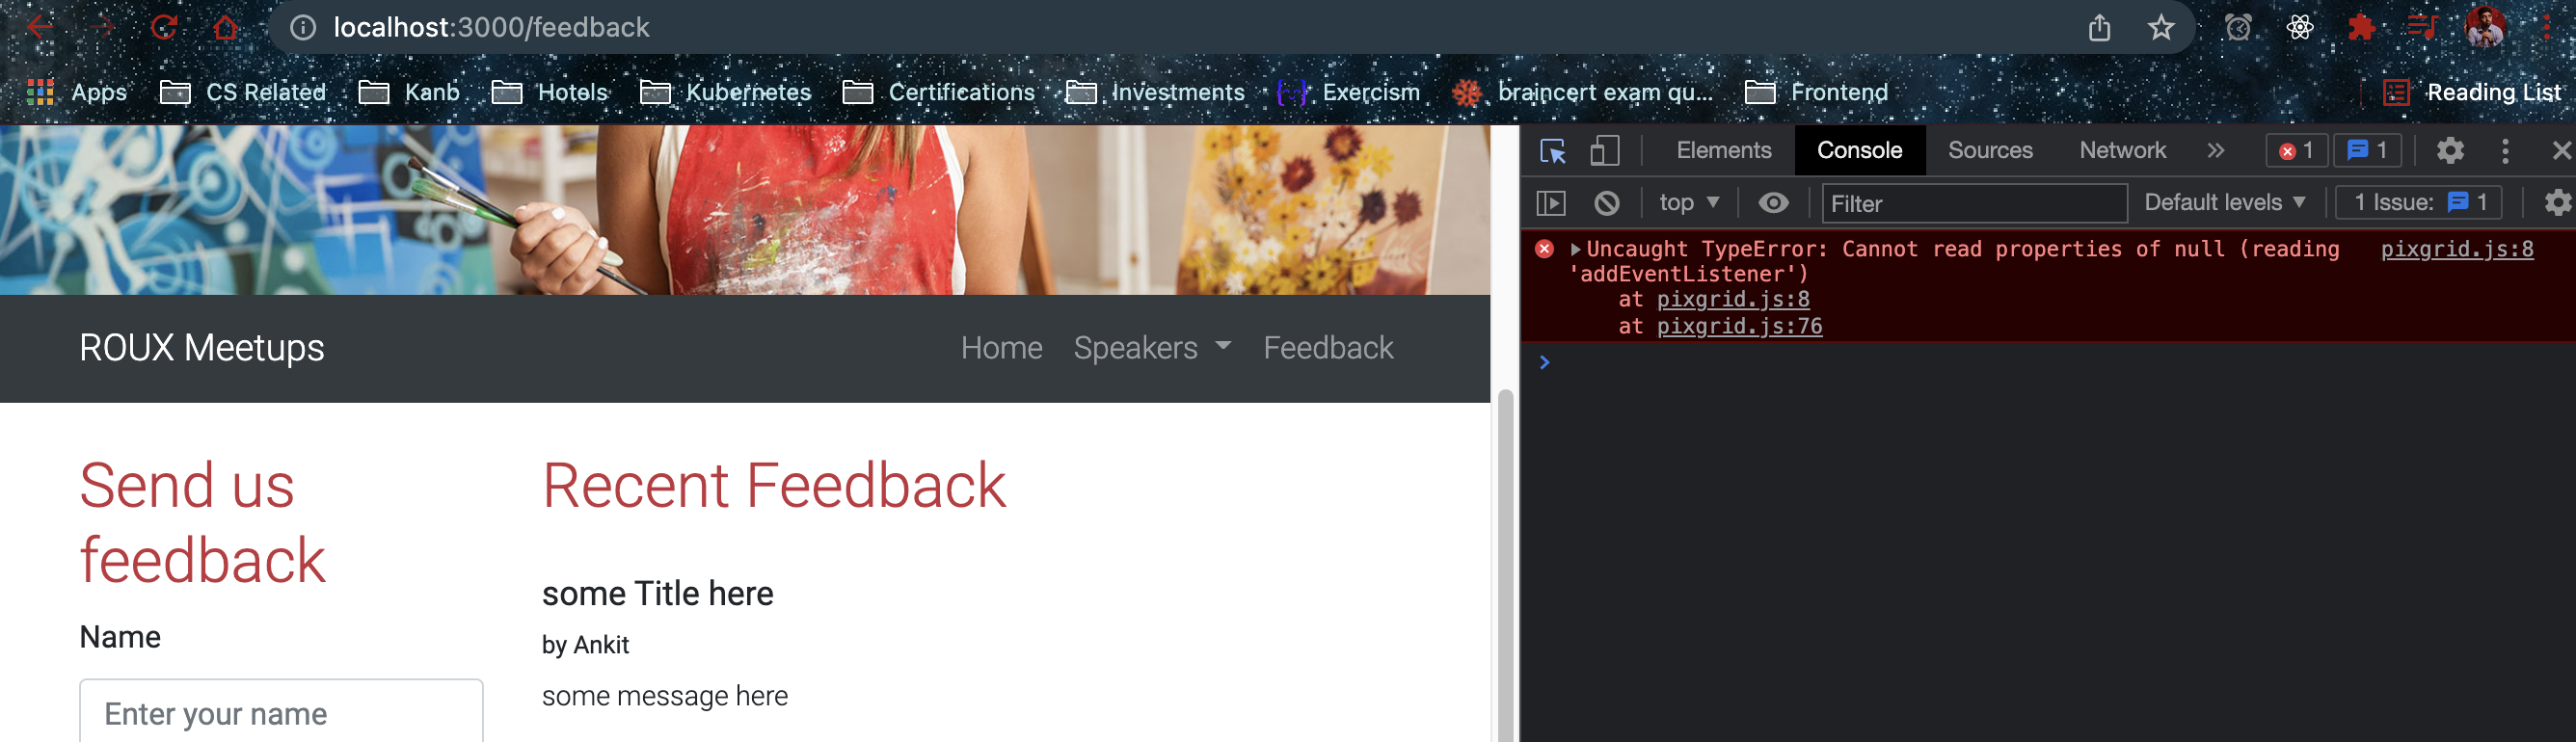 localhost:3000/feedback
Apps CS Related Kanb Hotels Kubernetes Certifications Investments Exercism braincert exam qu... Frontend Reading List
Elements Console Sources Network » 1 1
top Filter Default levels 1 Issue: 1
Uncaught TypeError: Cannot read properties of null (reading pixgrid.js:8
'addEventListener')
at pixgrid.js:8
at pixgrid.js:76
ROUX Meetups Home Speakers Feedback
Send us
feedback
Name
Enter your name
Recent Feedback
some Title here
by Ankit
some message here